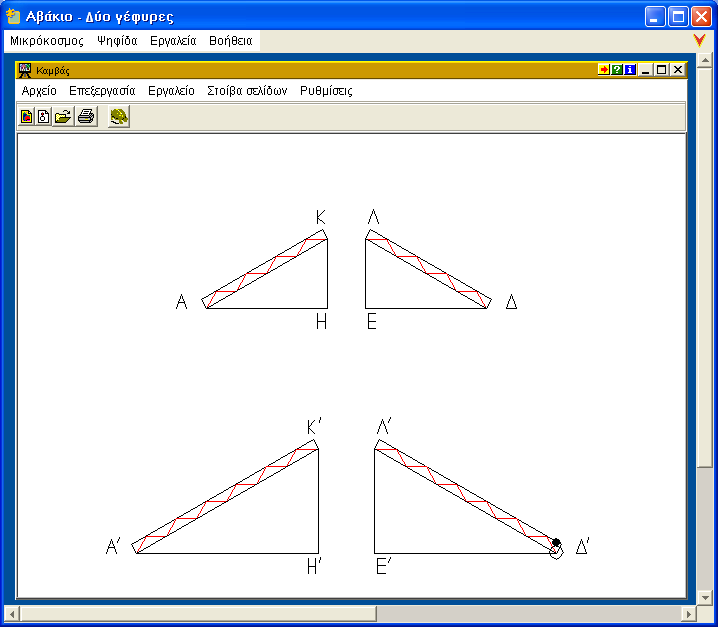 Αβάκιο - Δύο γέφυρες
Μικρόκοσμος Ψηφίδα Εργαλεία Βοήθεια
Καμβάς
Αρχείο Επεξεργασία Εργαλείο Στοίβα σελίδων Ρυθμίσεις
Κ Λ
Α Δ
Η Ε
Κ′ Λ′
Α′ Δ′
Η′ Ε′